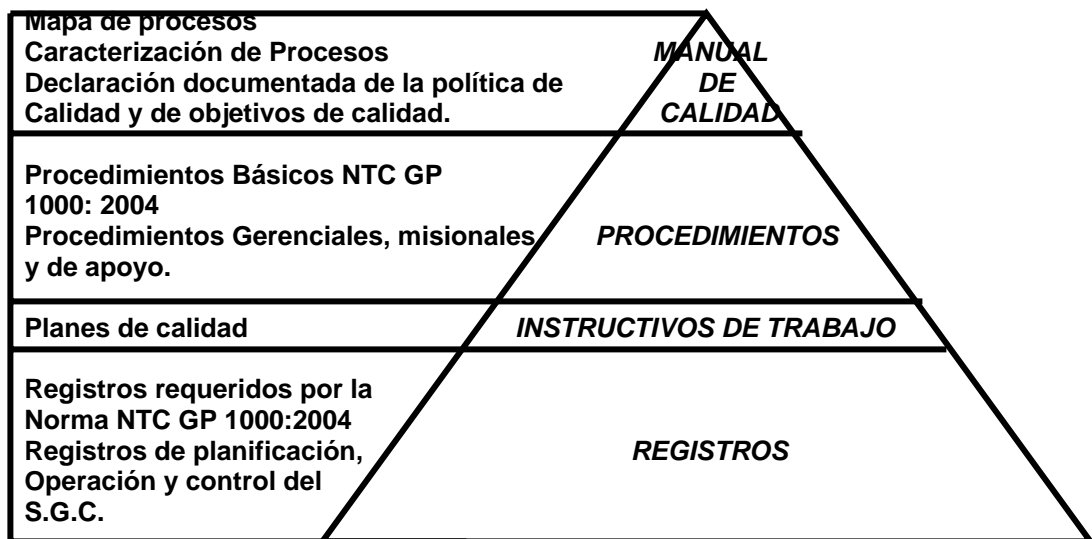 Mapa de procesos
Caracterización de Procesos
Declaración documentada de la política de
Calidad y de objetivos de calidad.
MANUAL
DE
CALIDAD
Procedimientos Básicos NTC GP
1000: 2004
Procedimientos Gerenciales, misionales
y de apoyo.
PROCEDIMIENTOS
Planes de calidad
INSTRUCTIVOS DE TRABAJO
Registros requeridos por la
Norma NTC GP 1000:2004
Registros de planificación,
Operación y control del
S.G.C.
REGISTROS